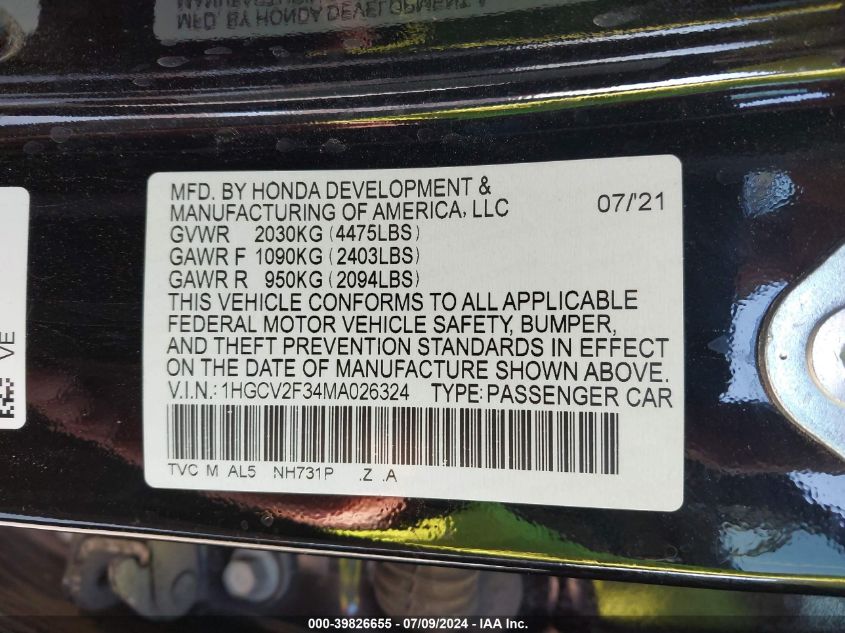 MFD. BY HONDA DEVELOPMENT &
MANUFACTURING OF AMERICA, LLC
07/'21
GVWR 2030KG (4475LBS)
GAWR F 1090KG (2403LBS)
GAWR R 950KG (2094LBS)
THIS VEHICLE CONFORMS TO ALL APPLICABLE
FEDERAL MOTOR VEHICLE SAFETY, BUMPER,
AND THEFT PREVENTION STANDARDS IN EFFECT
ON THE DATE OF MANUFACTURE SHOWN ABOVE.
V.I.N.: 1HGCV2F34MA026324 TYPE: PASSENGER CAR
TVC M AL5 NH731P .Z .A
VE
000-39826655 - 07/09/2024 - IAA Inc.